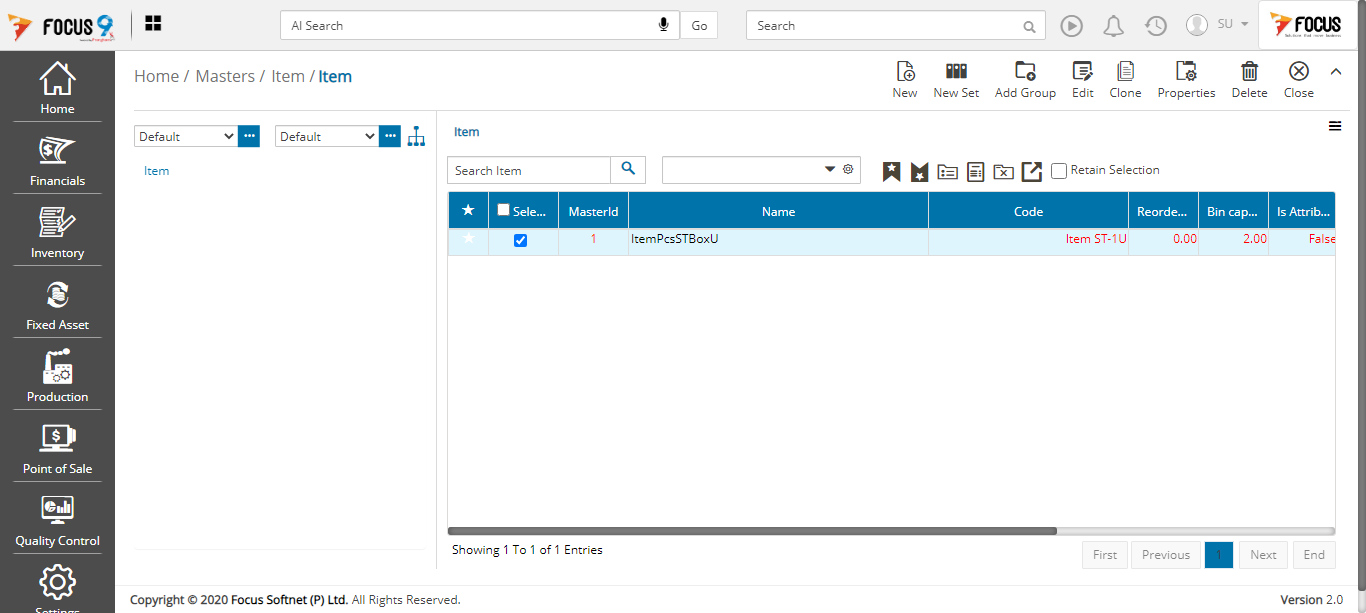 FOCUS 9
AI Search
Go
Search
SU
FOCUS
Home
Financials
Inventory
Fixed Asset
Production
Point of Sale
Quality Control
Settings
Home / Masters / Item / Item
New
New Set
Add Group
Edit
Clone
Properties
Delete
Close
Default
Default
Item
Item
Search Item
Retain Selection
Sele... MasterId Name Code Reorde... Bin cap... Is Attrib...
1 ItemPcsSTBoxU Item ST-1U 0.00 2.00 False
Showing 1 To 1 of 1 Entries
First Previous 1 Next End
Copyright © 2020 Focus Softnet (P) Ltd. All Rights Reserved.
Version 2.0